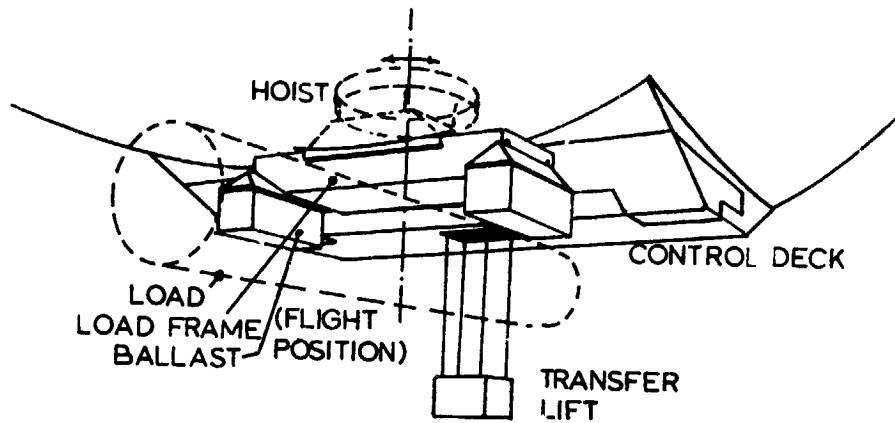 HOIST
CONTROL DECK
LOAD
LOAD FRAME
BALLAST
(FLIGHT
POSITION)
TRANSFER
LIFT